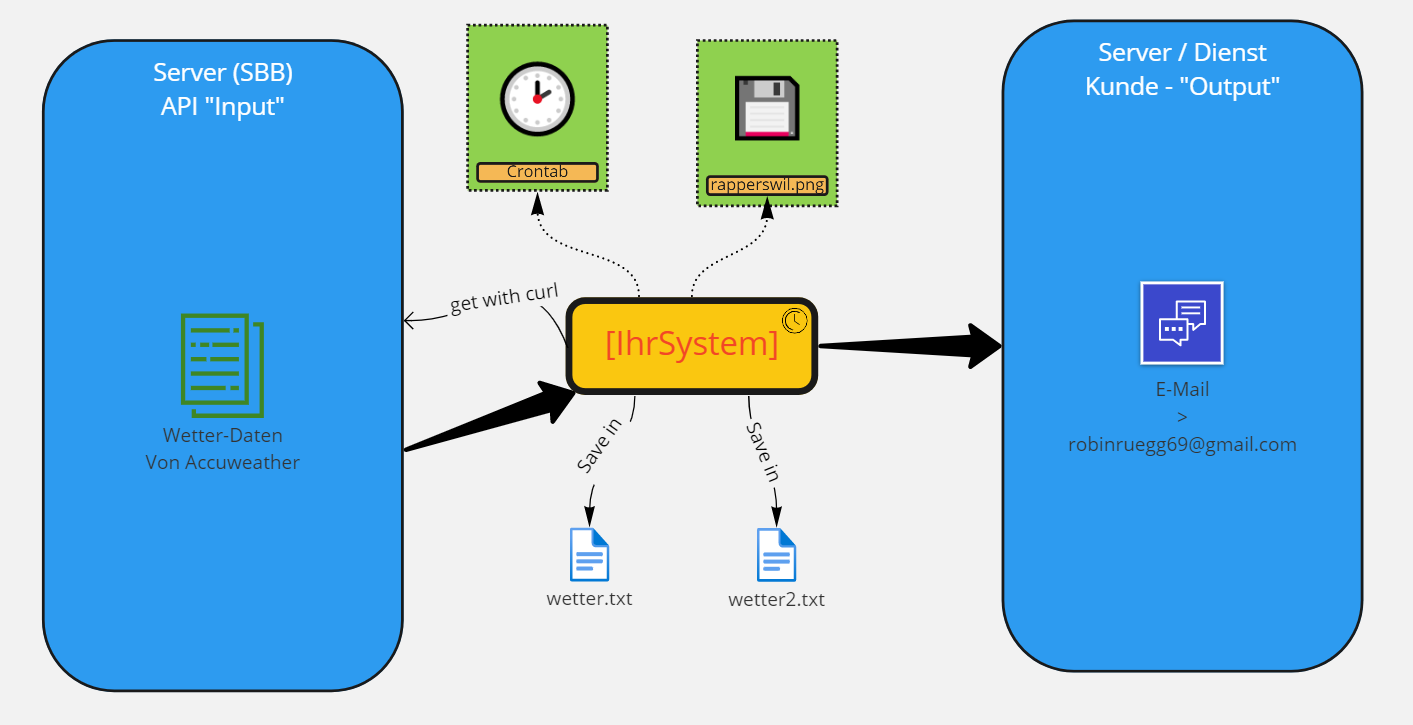 Server (SBB)
API "Input"
Wetter-Daten
Von Accuweather
Crontab
rapperswil.png
get with curl
[IhrSystem]
Save in
Save in
wetter.txt
wetter2.txt
Server / Dienst
Kunde - "Output"
E-Mail
>
robinruegg69@gmail.com